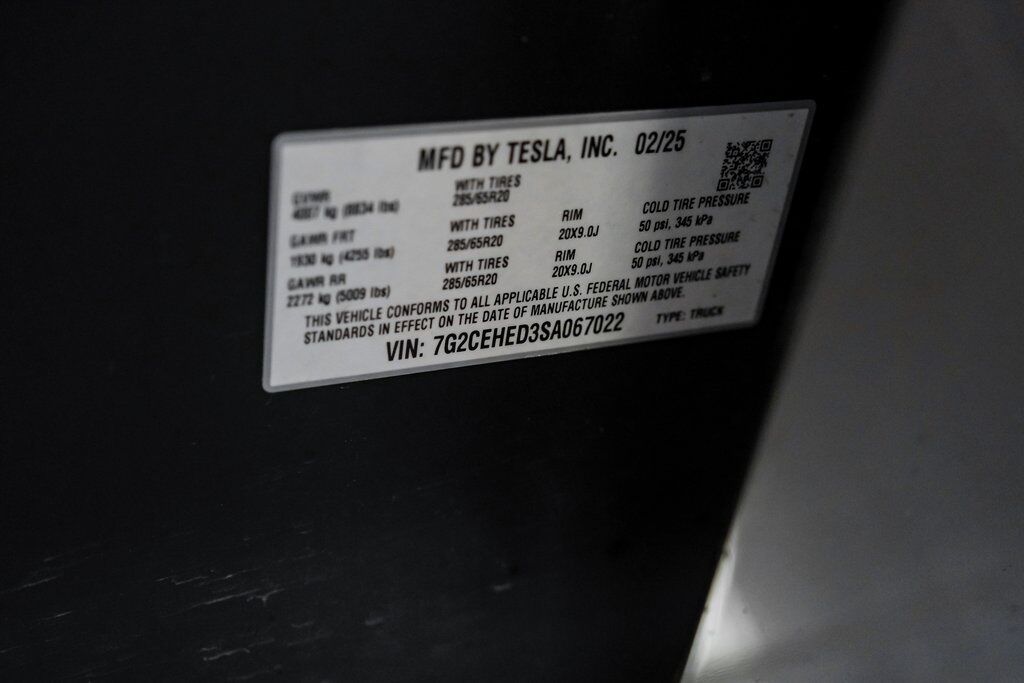 MFD BY TESLA, INC. 02/25
GVWR WITH TIRES
(8834 lbs) 285/65R20
GAWR FRT WITH TIRES RIM COLD TIRE PRESSURE
1930 kg (4255 lbs) 285/65R20 20X9.0J 50 psi, 345 kPa
GAWR RR WITH TIRES RIM COLD TIRE PRESSURE
2272 kg (5009 lbs) 285/65R20 20X9.0J 50 psi, 345 kPa
THIS VEHICLE CONFORMS TO ALL APPLICABLE U.S. FEDERAL MOTOR VEHICLE SAFETY
STANDARDS IN EFFECT ON THE DATE OF MANUFACTURE SHOWN ABOVE.
VIN: 7G2CEHED3SA067022 TYPE: TRUCK